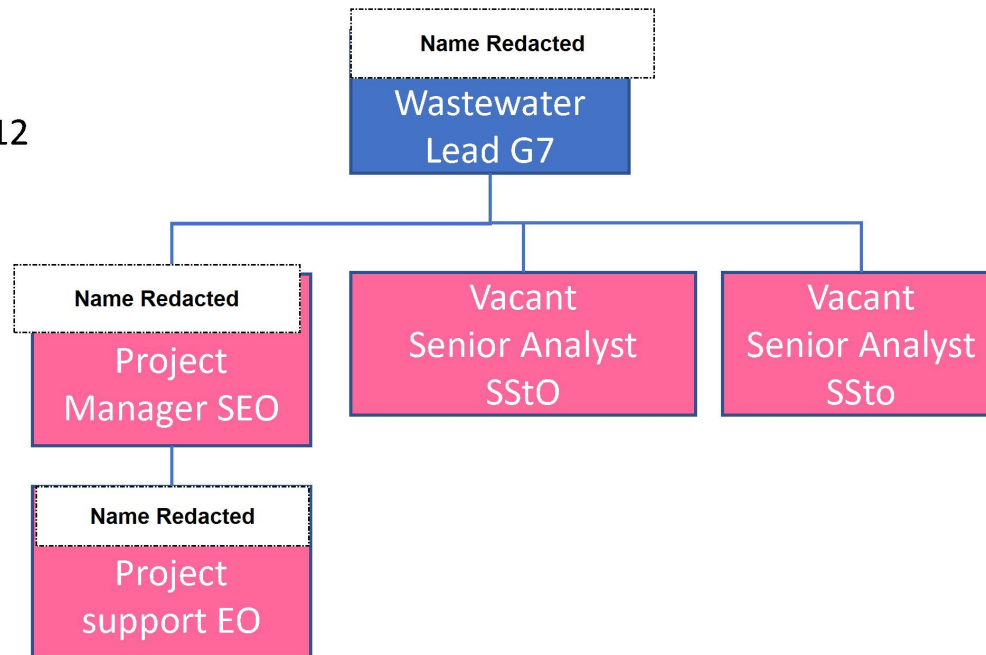 Name Redacted
Wastewater
Lead G7
12
Name Redacted
Project
Manager SEO
Vacant
Senior Analyst
SStO
Vacant
Senior Analyst
SSto
Name Redacted
Project
support EO